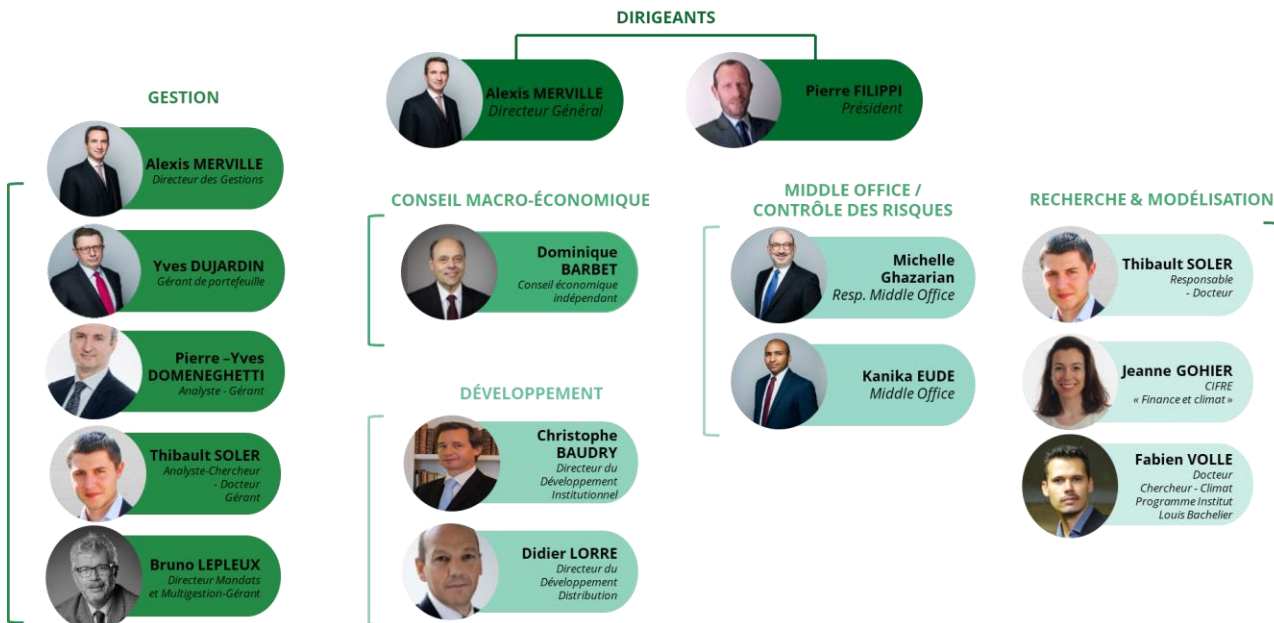 DIRIGEANTS
Alexis MERVILLE
Directeur Général
Pierre FILIPPI
Président
GESTION
Alexis MERVILLE
Directeur des Gestions
Yves DUJARDIN
Gérant de portefeuille
Pierre –Yves
DOMENEGHETTI
Analyste - Gérant
Thibault SOLER
Analyste-Chercheur
- Docteur
Gérant
Bruno LEPLEUX
Directeur Mandats
et Multigestion-Gérant
CONSEIL MACRO-ÉCONOMIQUE
Dominique
BARBET
Conseil économique
indépendant
DÉVELOPPEMENT
Christophe
BAUDRY
Directeur du
Développement
Institutionnel
Didier LORRE
Directeur du
Développement
Distribution
MIDDLE OFFICE /
CONTRÔLE DES RISQUES
Michelle
Ghazarian
Resp. Middle Office
Kanika EUDE
Middle Office
RECHERCHE & MODÉLISATION
Thibault SOLER
Responsable
- Docteur
Jeanne GOHIER
CIFRE
« Finance et climat »
Fabien VOLLE
Docteur
Chercheur - Climat
Programme Institut
Louis Bachelier